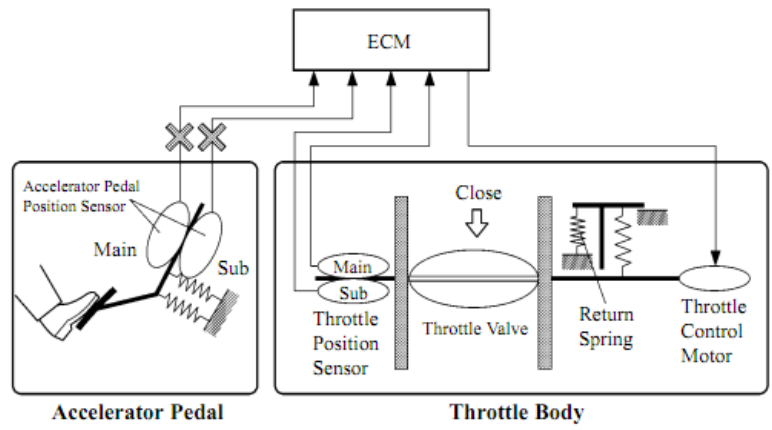 ECM
Accelerator Pedal
Position Sensor
Main
Sub
Close
Main
Sub
Throttle
Position
Sensor
Throttle Valve
Return
Spring
Throttle
Control
Motor
Accelerator Pedal
Throttle Body